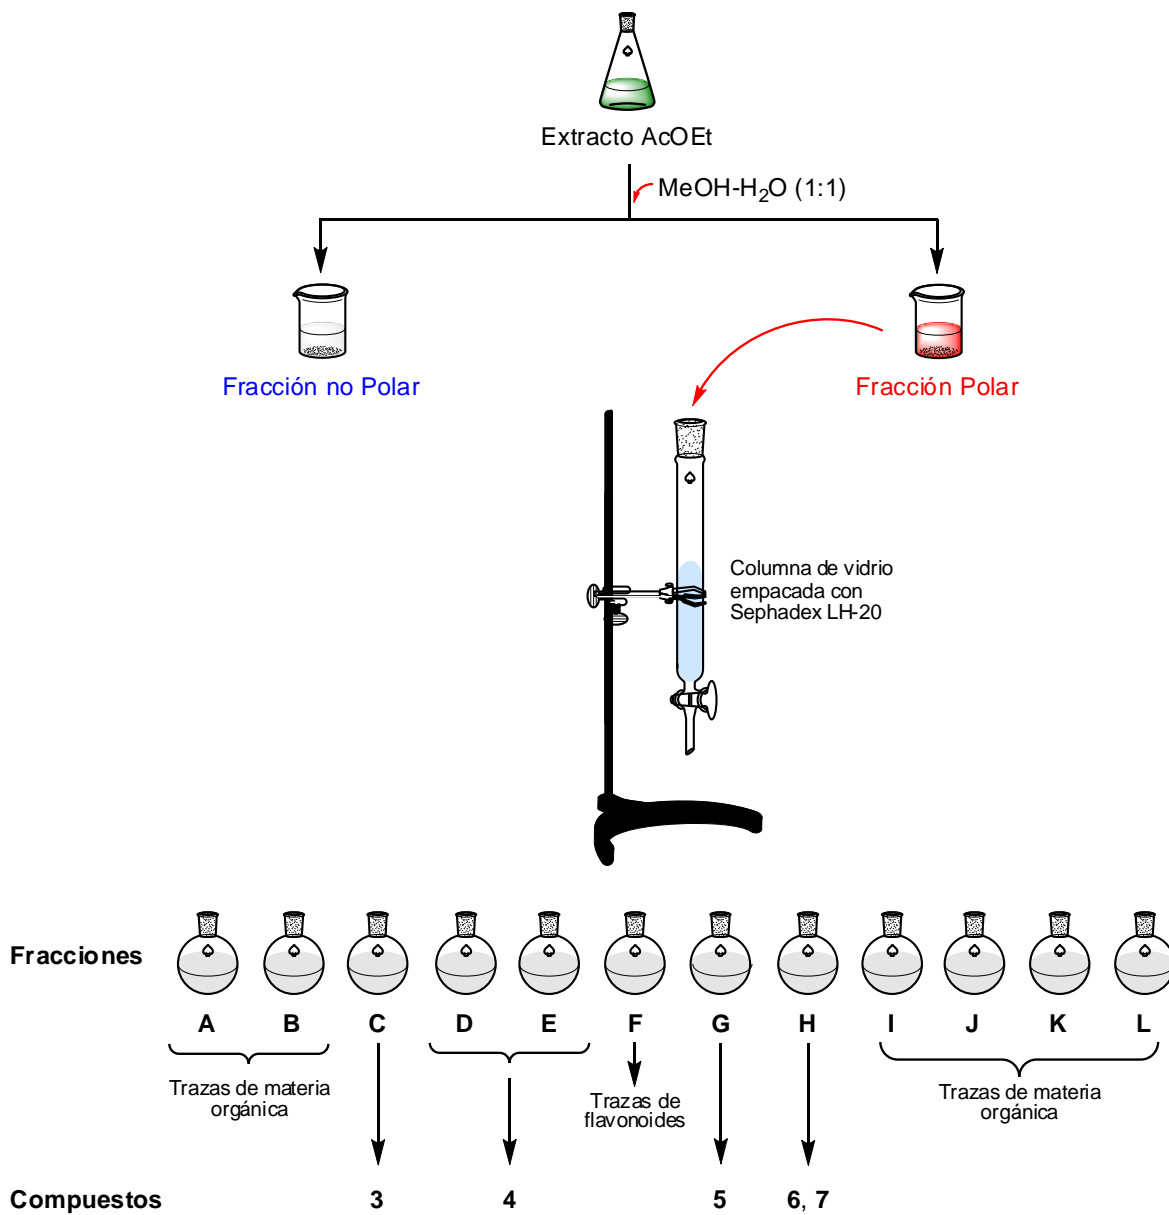 Extracto AcOEt
MeOH-H₂O (1:1)
Fracción no Polar
Fracción Polar
Columna de vidrio
empacada con
Sephadex LH-20
Fracciones
A B C D E F G H I J K L
Trazas de materia
orgánica
Trazas de
flavonoides
Trazas de materia
orgánica
Compuestos 3 4 5 6, 7